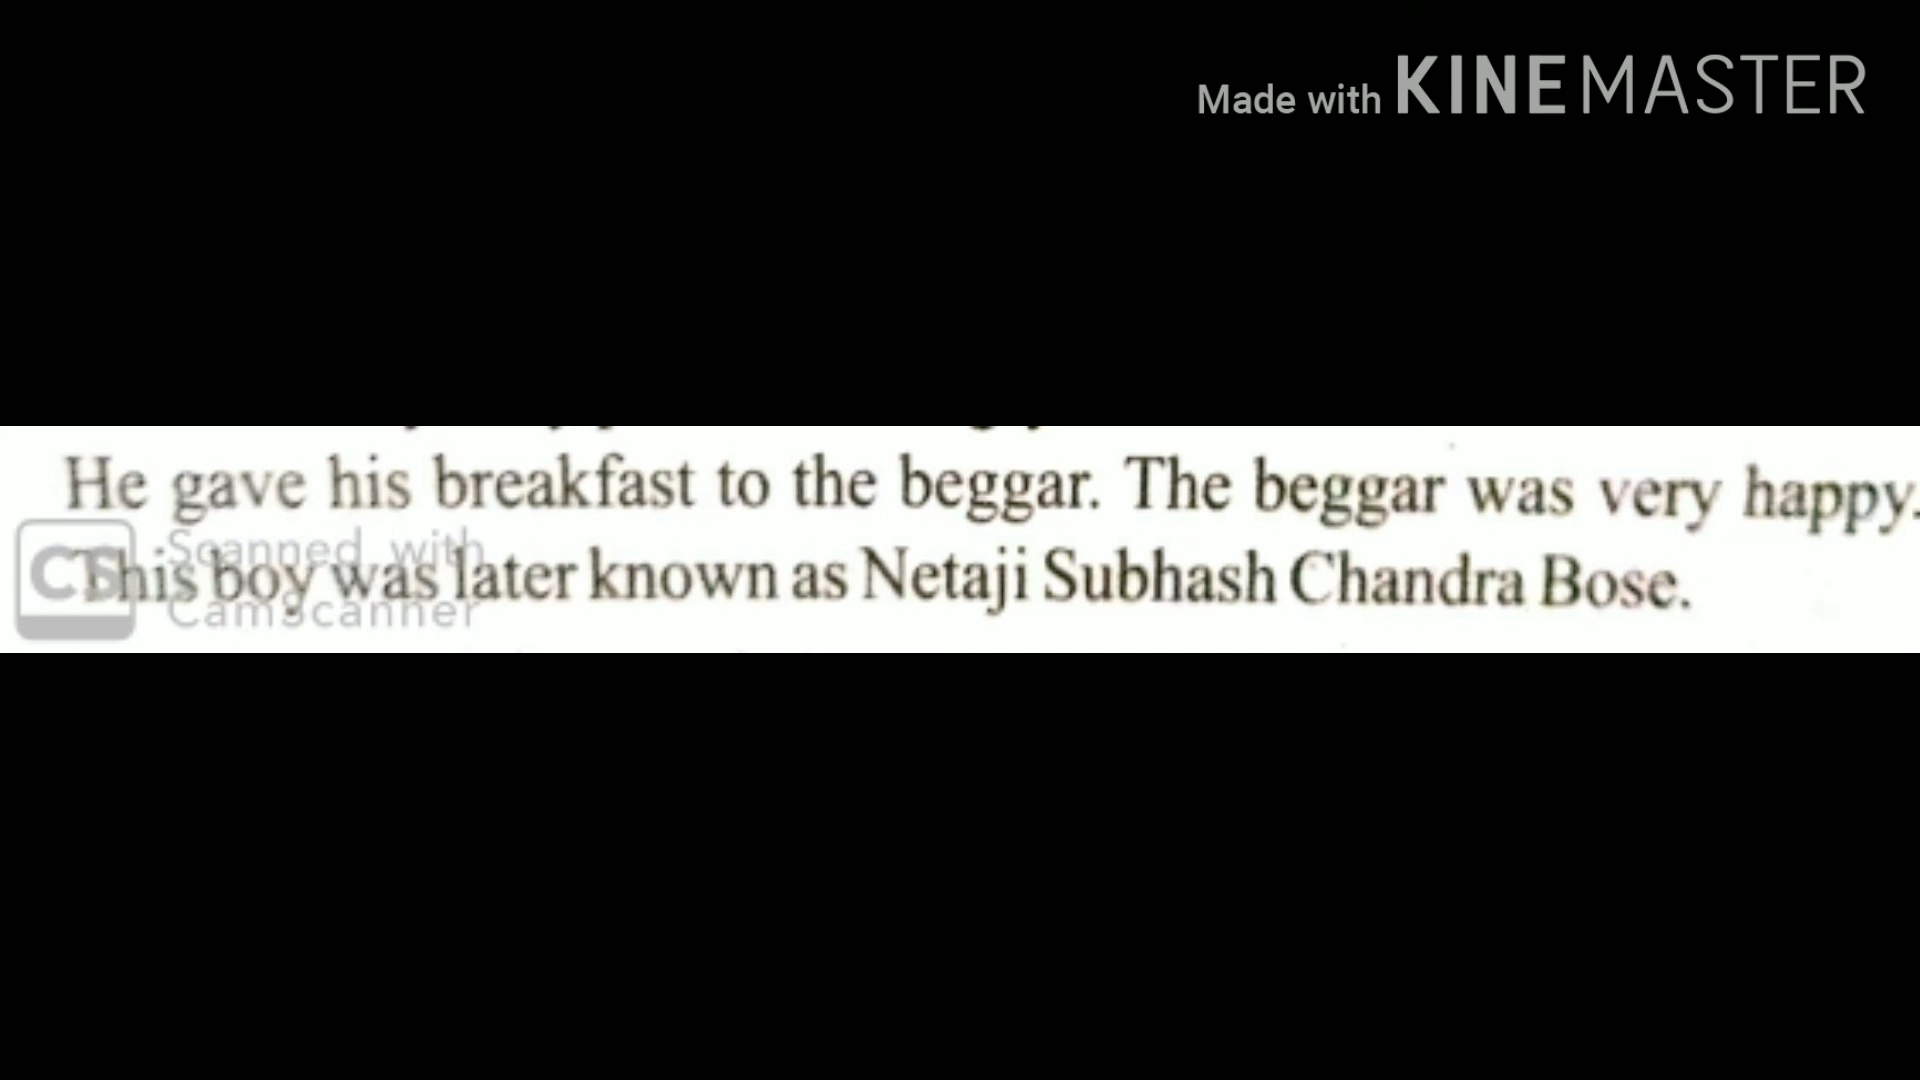 Made with KINEMASTER
He gave his breakfast to the beggar. The beggar was very happy.
This boy was later known as Netaji Subhash Chandra Bose.
CS
Scanned with
CamScanner